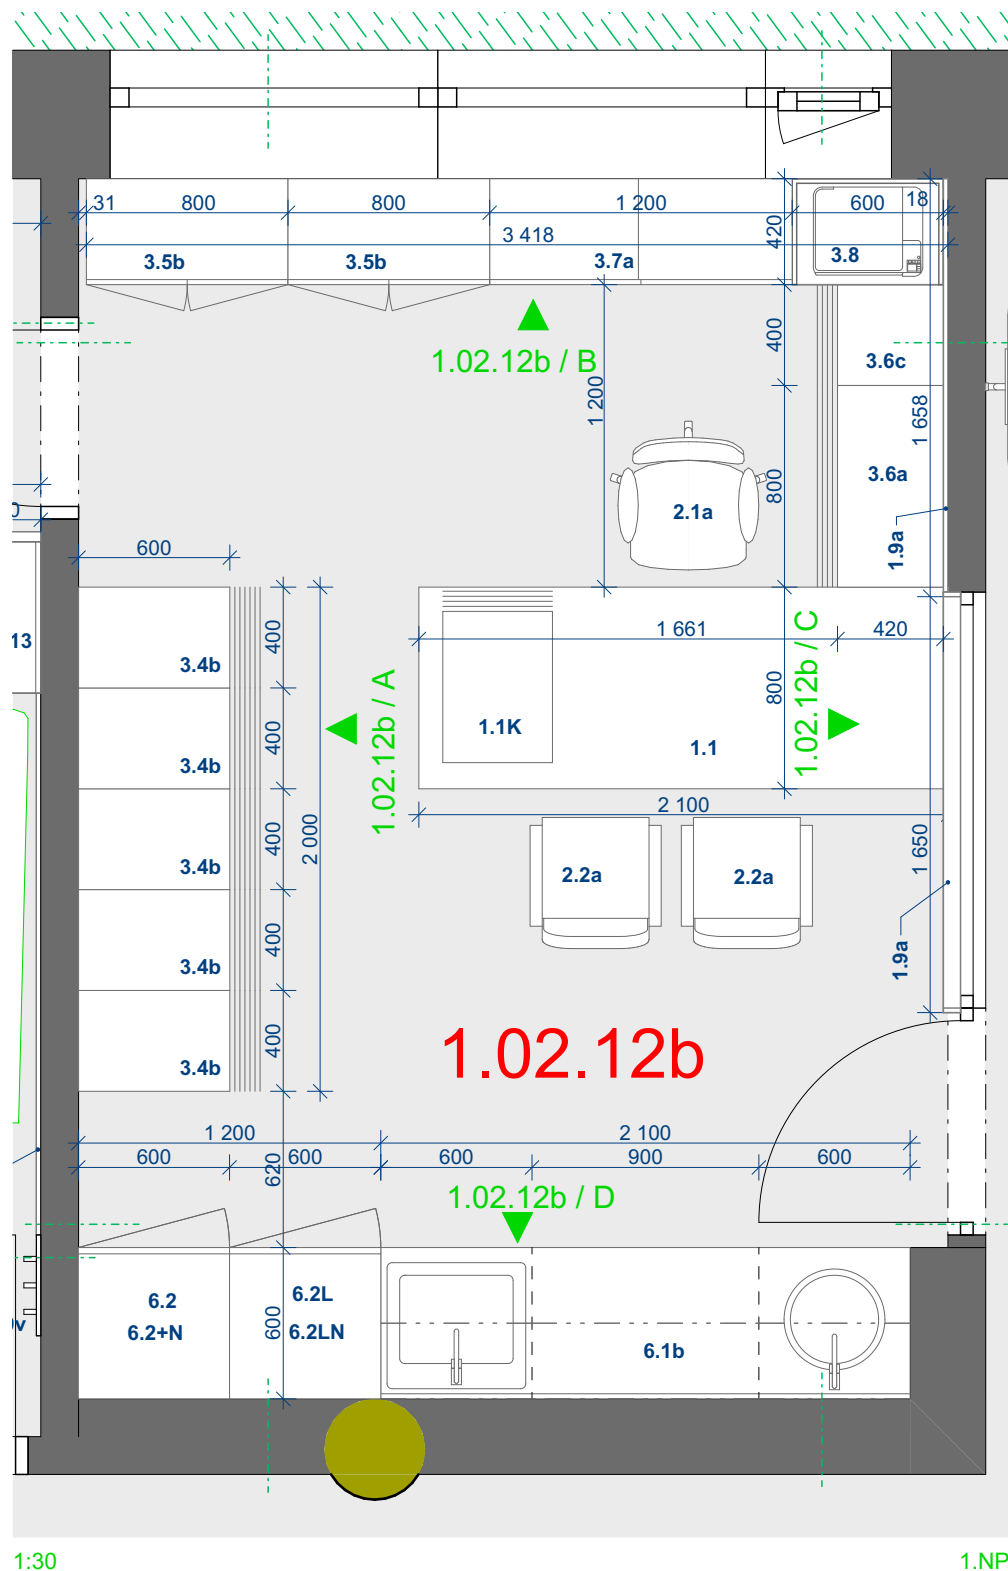 31
800
800
1 200
600
18
3 418
420
3.5b
3.5b
3.7a
3.8
1.02.12b / B
400
3.6c
1 200
1 658
800
3.6a
2.1a
1.9a
600
13
400
3.4b
1 661
420
1.02.12b / A
1.02.12b / C
800
1.1K
1.1
400
3.4b
2 100
2 000
400
3.4b
2.2a
2.2a
1 650
400
3.4b
1.9a
400
3.4b
1.02.12b
1 200
2 100
600
600
600
900
600
620
1.02.12b / D
6.2
6.2+N
6.2L
6.2LN
600
6.1b
1:30
1.NP